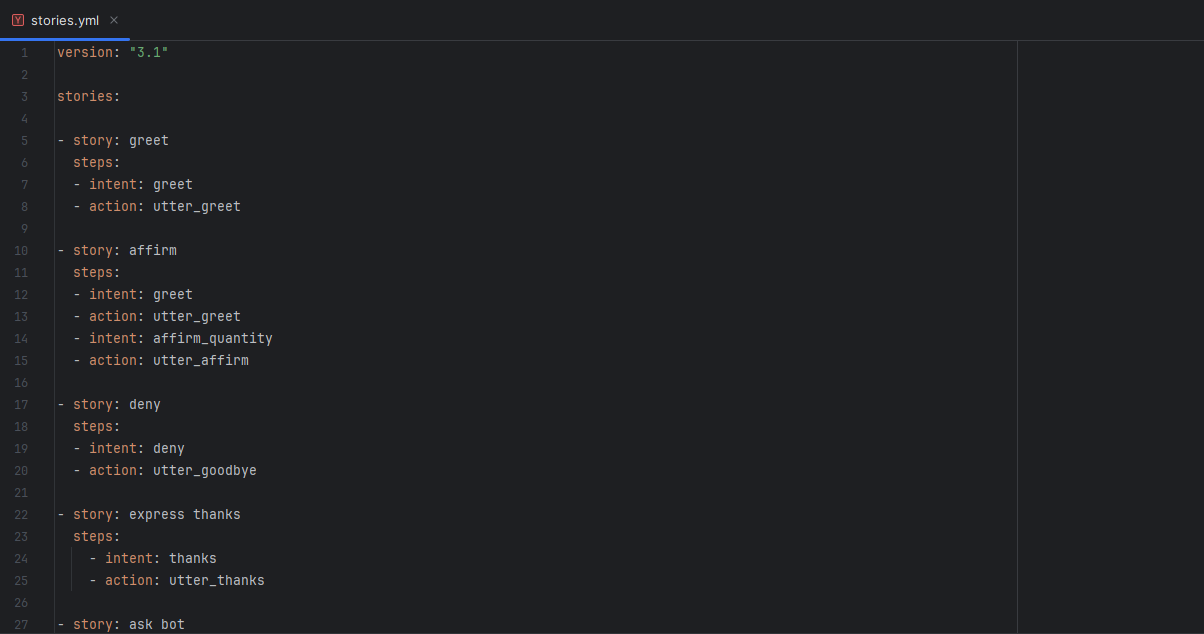 Y stories.yml ×
1 version: "3.1"
2
3 stories:
4
5 - story: greet
6   steps:
7   - intent: greet
8   - action: utter_greet
9
10 - story: affirm
11   steps:
12   - intent: greet
13   - action: utter_greet
14   - intent: affirm_quantity
15   - action: utter_affirm
16
17 - story: deny
18   steps:
19   - intent: deny
20   - action: utter_goodbye
21
22 - story: express thanks
23   steps:
24     - intent: thanks
25     - action: utter_thanks
26
27 - story: ask bot